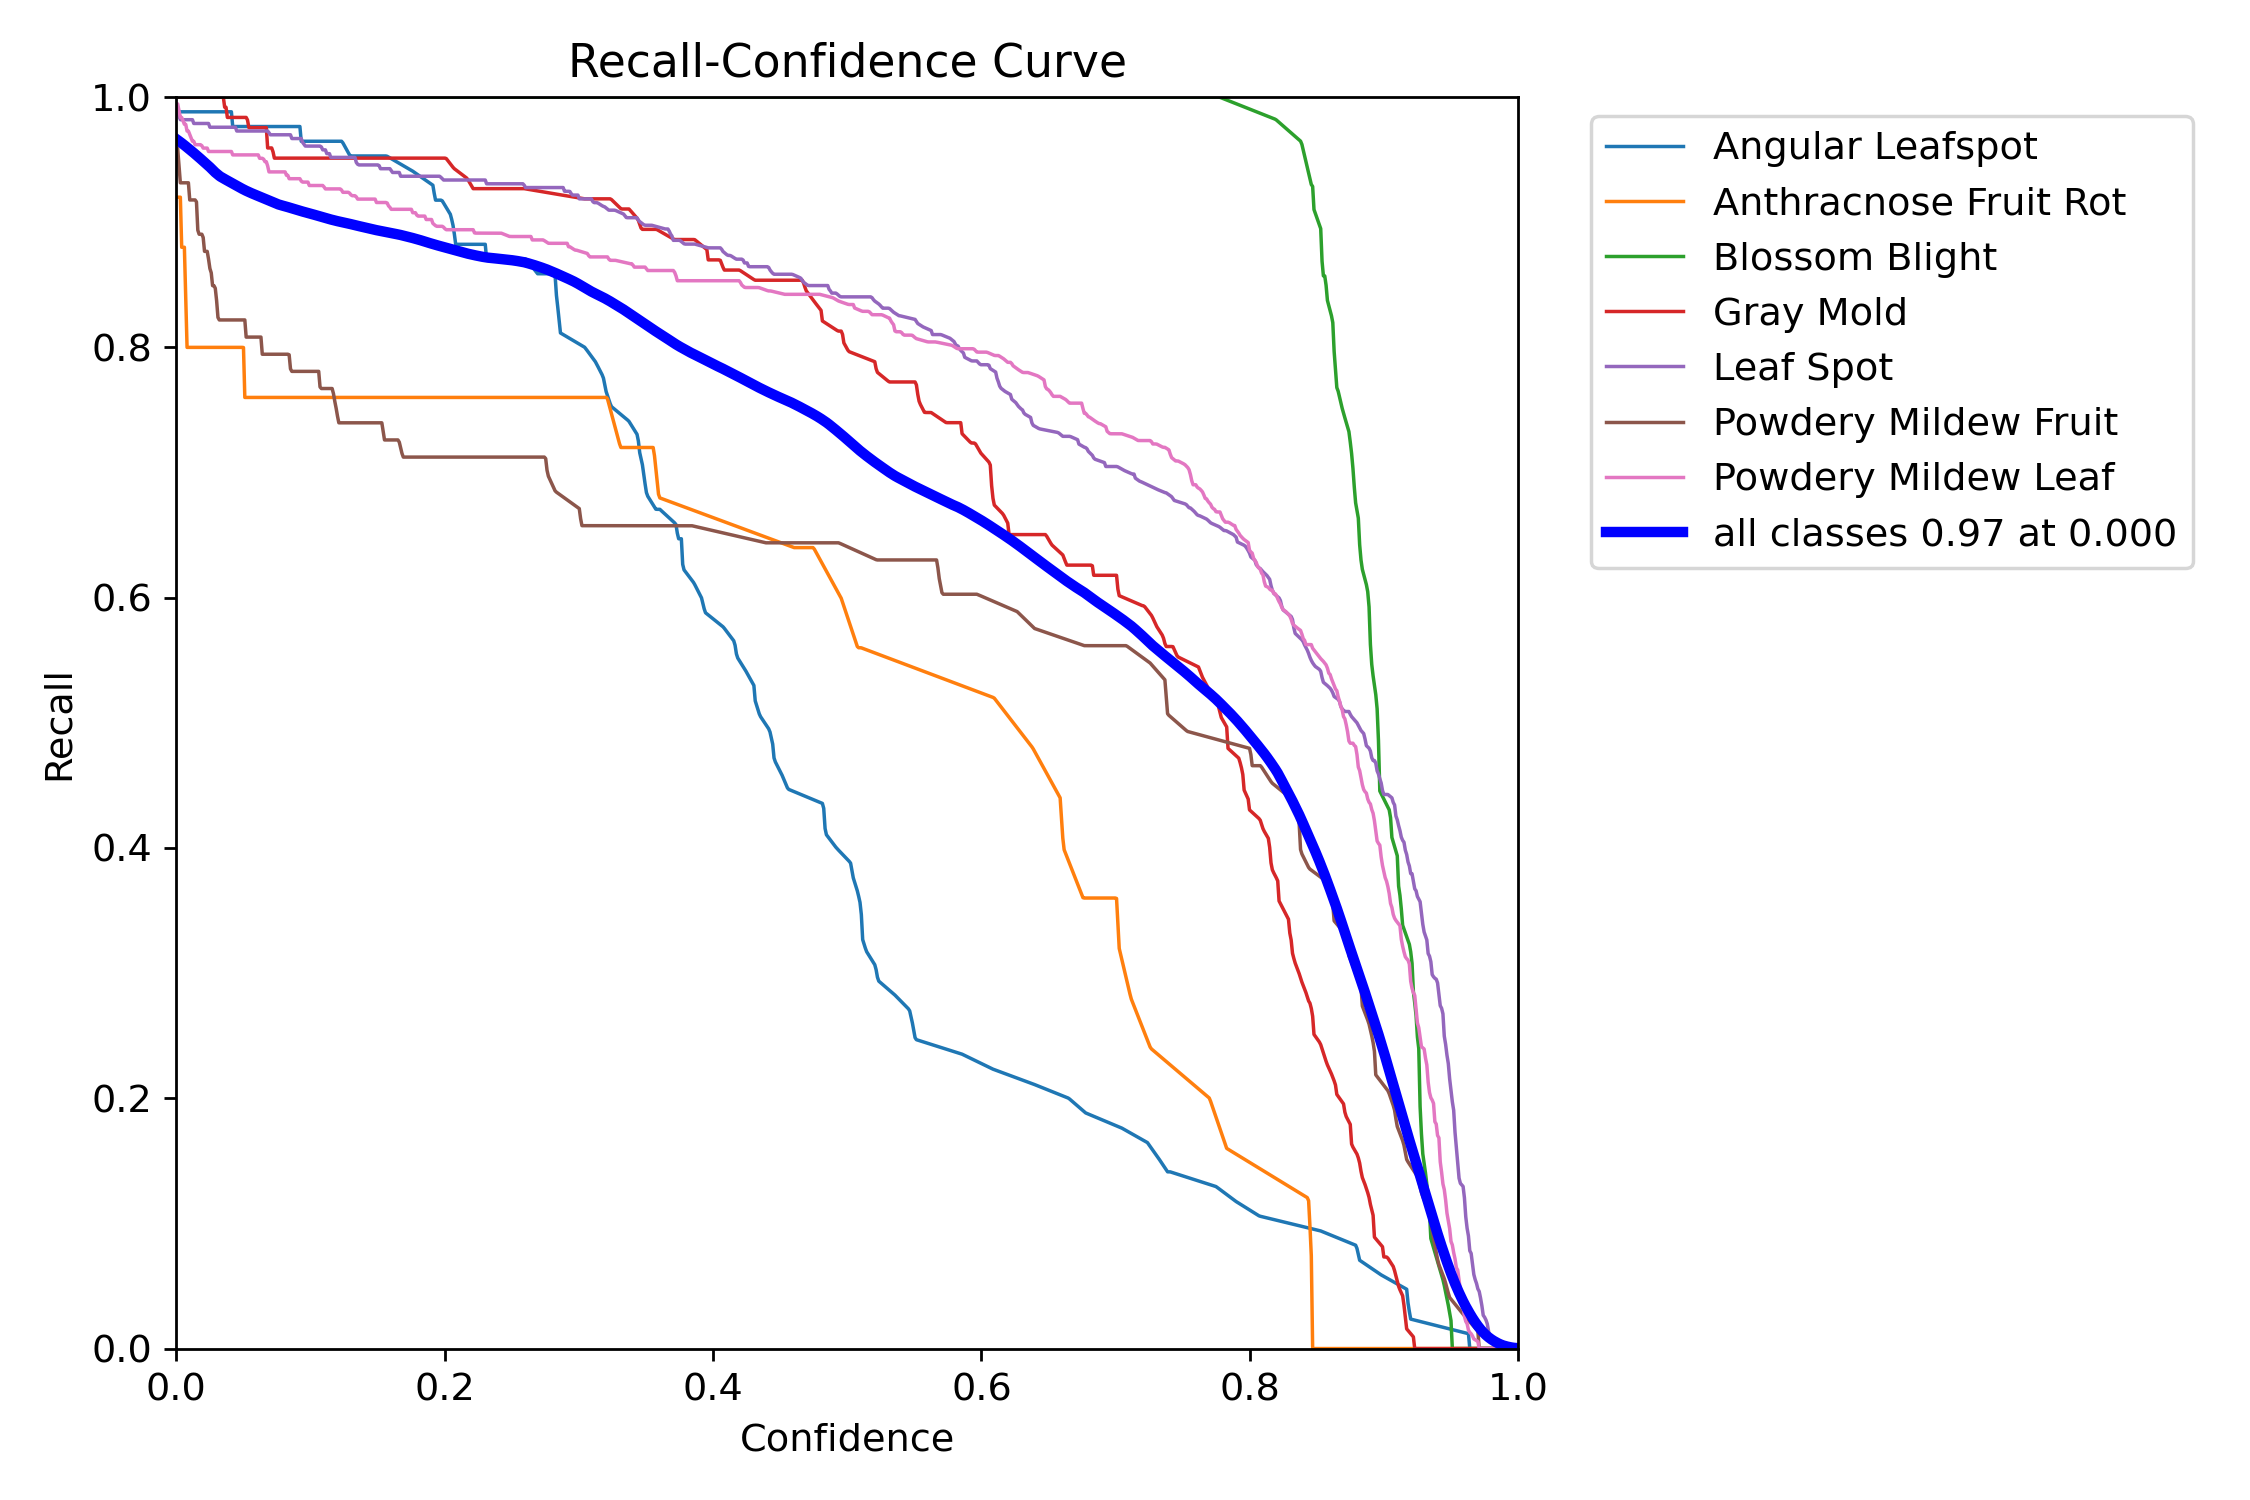 Recall-Confidence Curve
1.0
0.8
0.6
0.4
0.2
0.0
Recall
0.0 0.2 0.4 0.6 0.8 1.0
Confidence
Angular Leafspot
Anthracnose Fruit Rot
Blossom Blight
Gray Mold
Leaf Spot
Powdery Mildew Fruit
Powdery Mildew Leaf
all classes 0.97 at 0.000